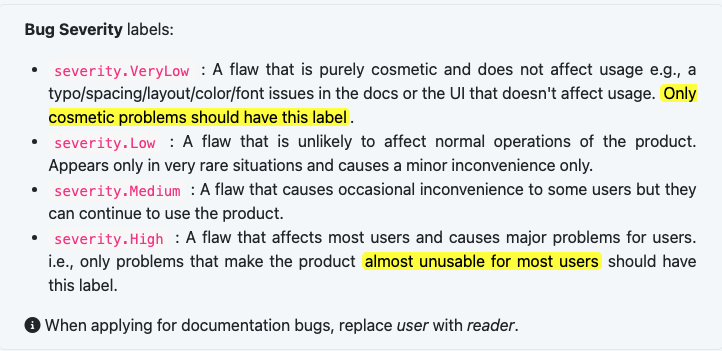 Bug Severity labels:
• severity.VeryLow : A flaw that is purely cosmetic and does not affect usage e.g., a
typo/spacing/layout/color/font issues in the docs or the UI that doesn't affect usage. Only
cosmetic problems should have this label.
• severity.Low : A flaw that is unlikely to affect normal operations of the product.
Appears only in very rare situations and causes a minor inconvenience only.
• severity.Medium : A flaw that causes occasional inconvenience to some users but they
can continue to use the product.
• severity.High : A flaw that affects most users and causes major problems for users.
i.e., only problems that make the product almost unusable for most users should have
this label.
When applying for documentation bugs, replace user with reader.